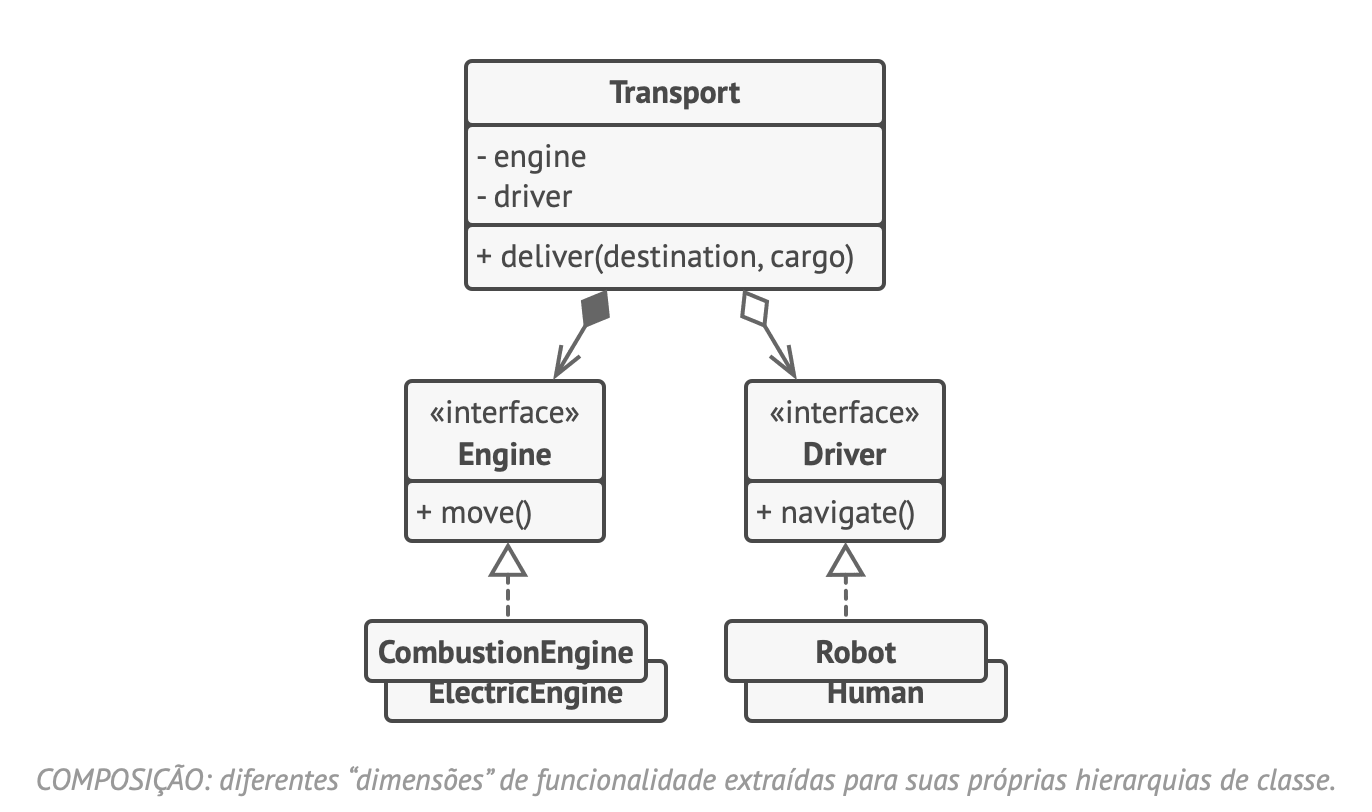 Transport
- engine
- driver
+ deliver(destination, cargo)
«interface»
Engine
+ move()
«interface»
Driver
+ navigate()
CombustionEngine
ElectricEngine
Robot
Human
COMPOSIÇÃO: diferentes “dimensões” de funcionalidade extraídas para suas próprias hierarquias de classe.